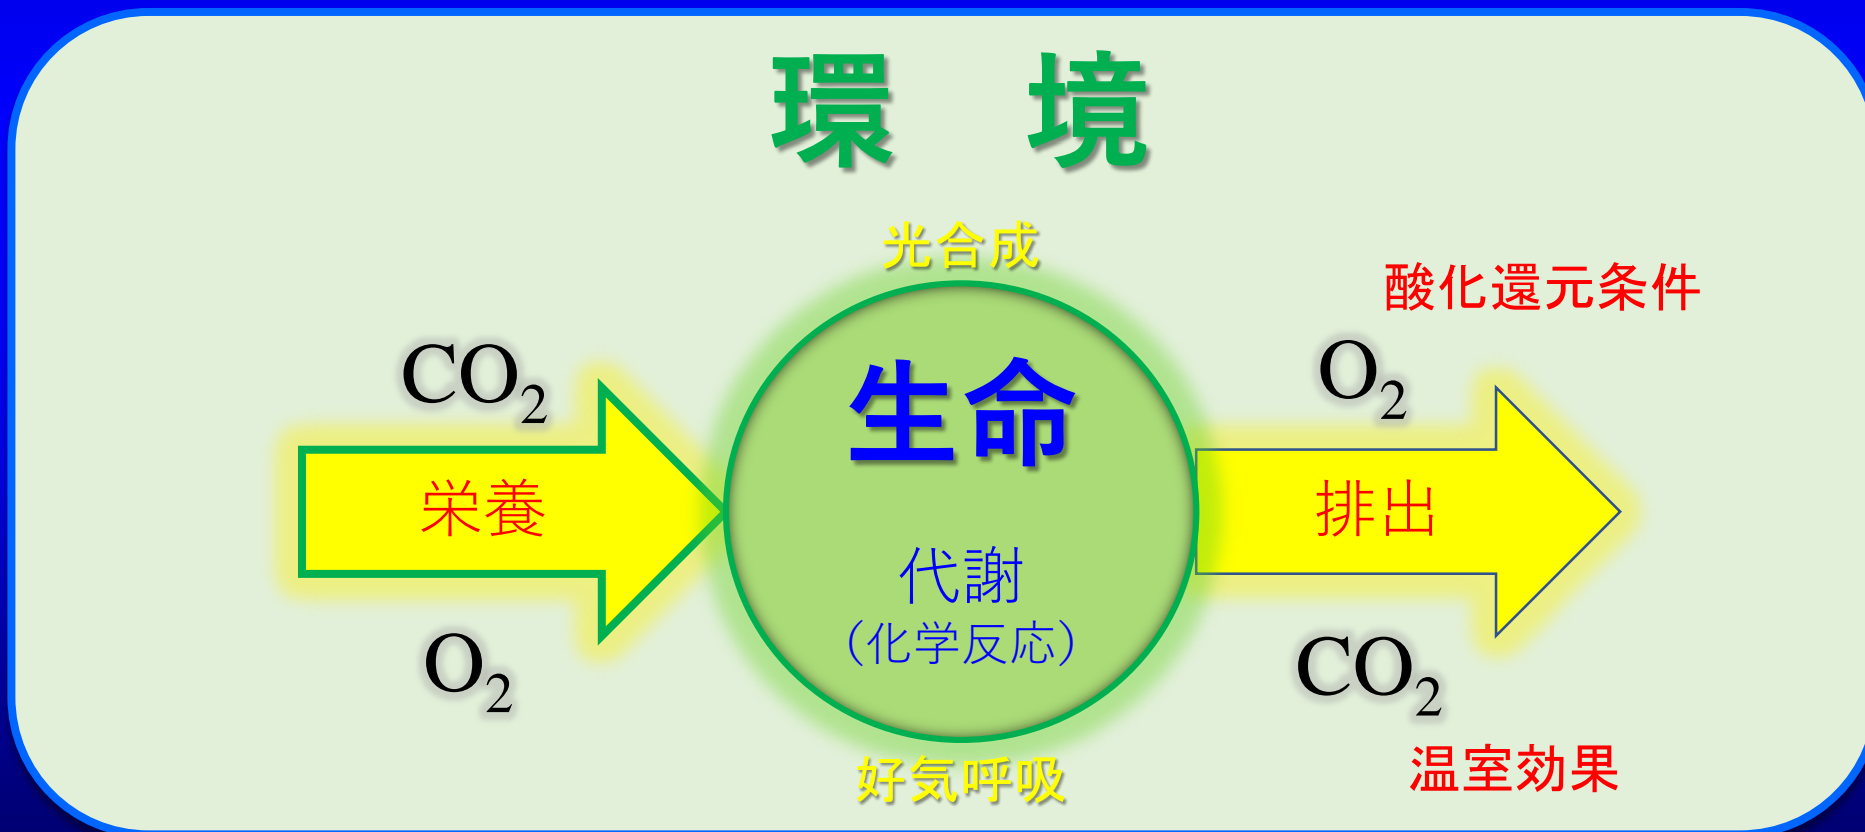 環　境
光合成
酸化還元条件
CO₂
O₂
生命
栄養
排出
代謝
（化学反応）
O₂
CO₂
好気呼吸
温室効果